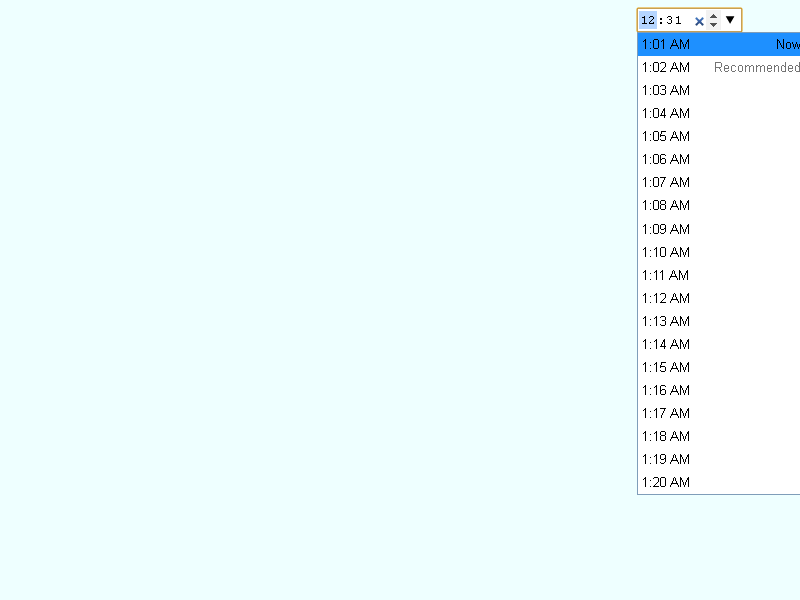 12:31
1:01 AM Now
1:02 AM Recommended
1:03 AM
1:04 AM
1:05 AM
1:06 AM
1:07 AM
1:08 AM
1:09 AM
1:10 AM
1:11 AM
1:12 AM
1:13 AM
1:14 AM
1:15 AM
1:16 AM
1:17 AM
1:18 AM
1:19 AM
1:20 AM